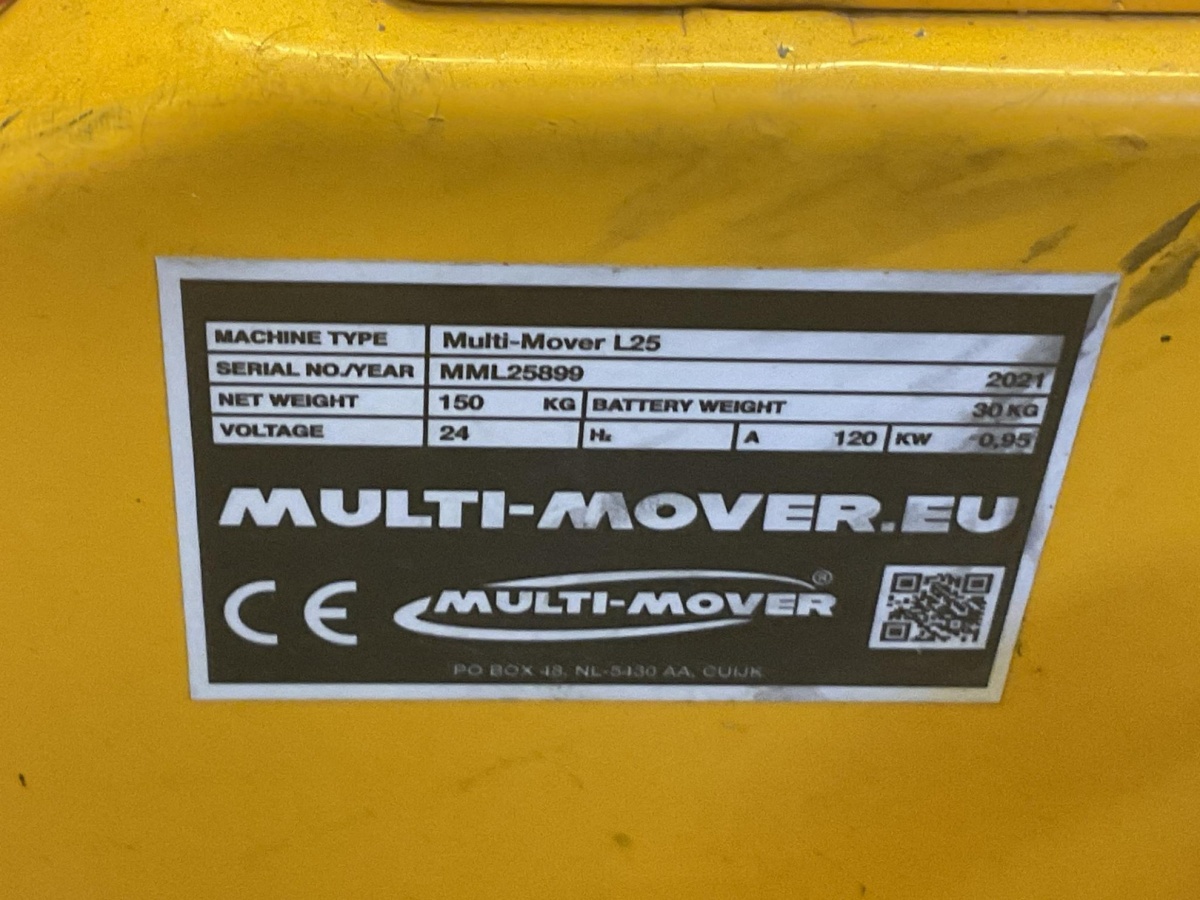 MACHINE TYPE Multi-Mover L25
SERIAL NO./YEAR MML25899 2021
NET WEIGHT 150 KG BATTERY WEIGHT 30 KG
VOLTAGE 24 Hz A 120 KW 0,95
MULTI-MOVER.EU
CE MULTI-MOVER®
PO BOX 48, NL-5430 AA, CUIJK